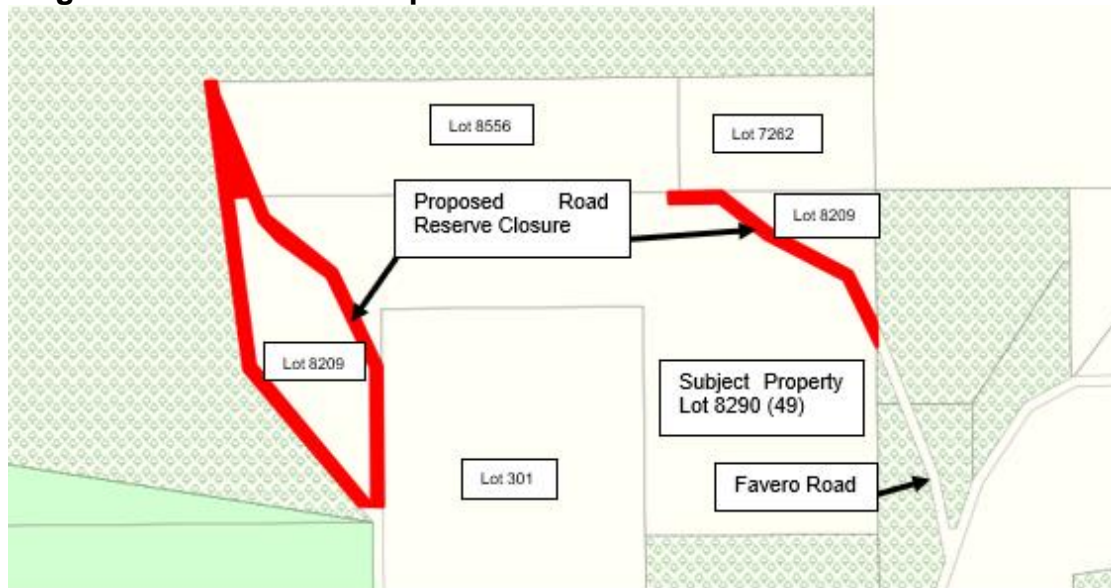 Lot 8556
Lot 7262
Proposed Road
Reserve Closure
Lot 8209
Lot 8209
Subject Property
Lot 8290 (49)
Lot 301
Favero Road